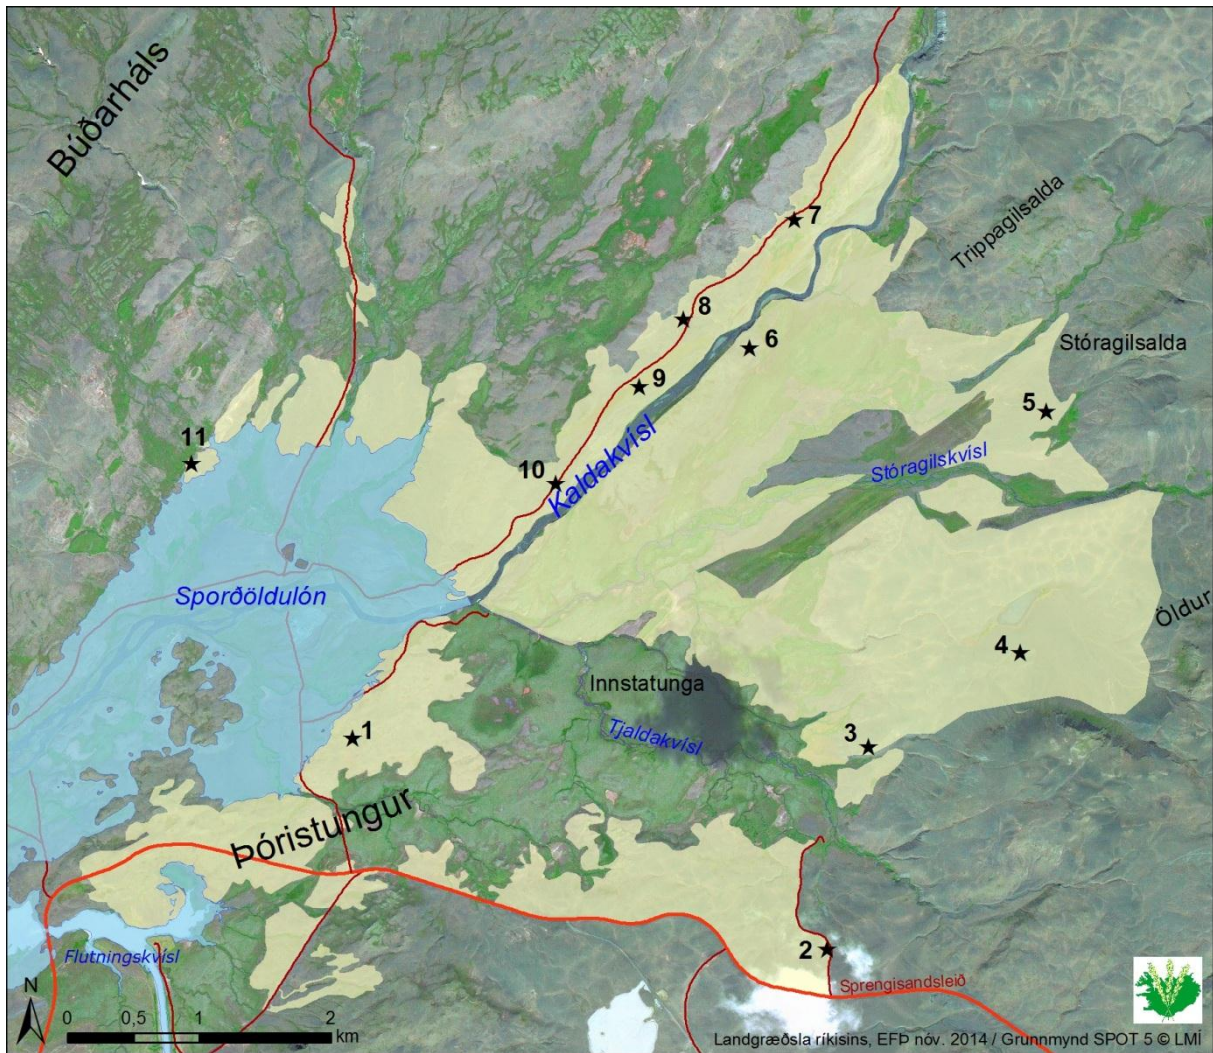 Búðarháls
7
Trippagilsalda
8
6
Stóragilsalda
9
5
11
10
Kaldakvísl
Stóragilskvísl
Sporðöldulón
Öldur
4
Innstatunga
1
Tjaldakvísl
3
Þóristungur
2
Flutningskvísl
Sprengisandsleið
N
0 0,5 1 2
km
Landgræðsla ríkisins, EFÞ nóv. 2014 / Grunnmynd SPOT 5 © LMÍ